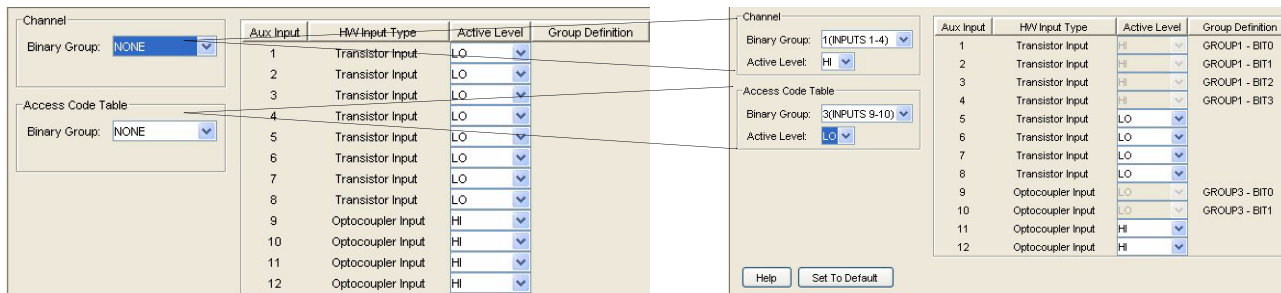 Channel
Binary Group: NONE
Access Code Table
Binary Group: NONE
Aux Input H/W Input Type Active Level Group Definition
1 Transistor Input LO
2 Transistor Input LO
3 Transistor Input LO
4 Transistor Input LO
5 Transistor Input LO
6 Transistor Input LO
7 Transistor Input LO
8 Transistor Input LO
9 Optocoupler Input HI
10 Optocoupler Input HI
11 Optocoupler Input HI
12 Optocoupler Input HI
Channel
Binary Group: 1(INPUTS 1-4)
Active Level: HI
Access Code Table
Binary Group: 3(INPUTS 9-10)
Active Level: LO
Aux Input H/W Input Type Active Level Group Definition
1 Transistor Input HI GROUP1 - BIT0
2 Transistor Input HI GROUP1 - BIT1
3 Transistor Input HI GROUP1 - BIT2
4 Transistor Input HI GROUP1 - BIT3
5 Transistor Input LO
6 Transistor Input LO
7 Transistor Input LO
8 Transistor Input LO
9 Optocoupler Input LO GROUP3 - BIT0
10 Optocoupler Input LO GROUP3 - BIT1
11 Optocoupler Input HI
12 Optocoupler Input HI
Help Set To Default